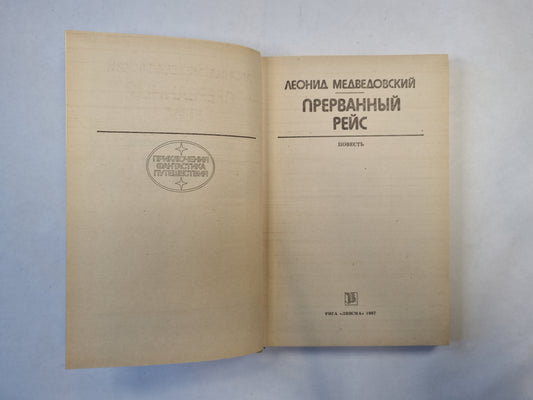 ПРИКЛЮЧЕНИЯ
ФАНТАСТИКА
ПУТЕШЕСТВИЯ
ЛЕОНИД МЕДВЕДОВСКИЙ
ПРЕРВАННЫЙ
РЕЙС
ПОВЕСТЬ
РИГА «ЛИЕСМА» 1987